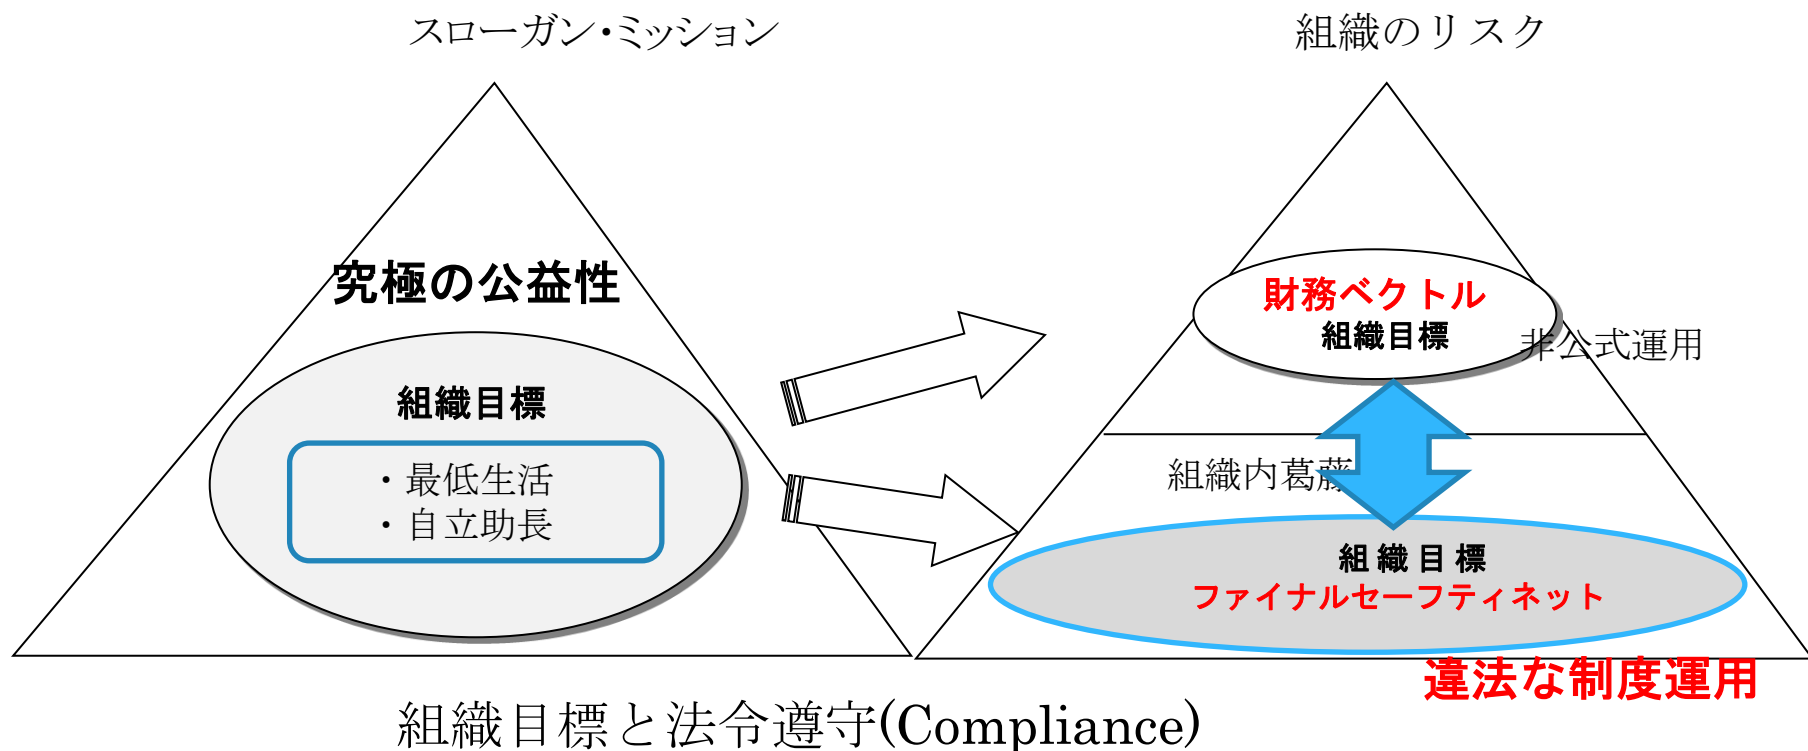 スローガン・ミッション
組織のリスク
究極の公益性
組織目標
・最低生活
・自立助長
財務ベクトル
組織目標
非公式運用
組織内葛藤
組織目標
ファイナルセーフティネット
違法な制度運用
組織目標と法令遵守(Compliance)